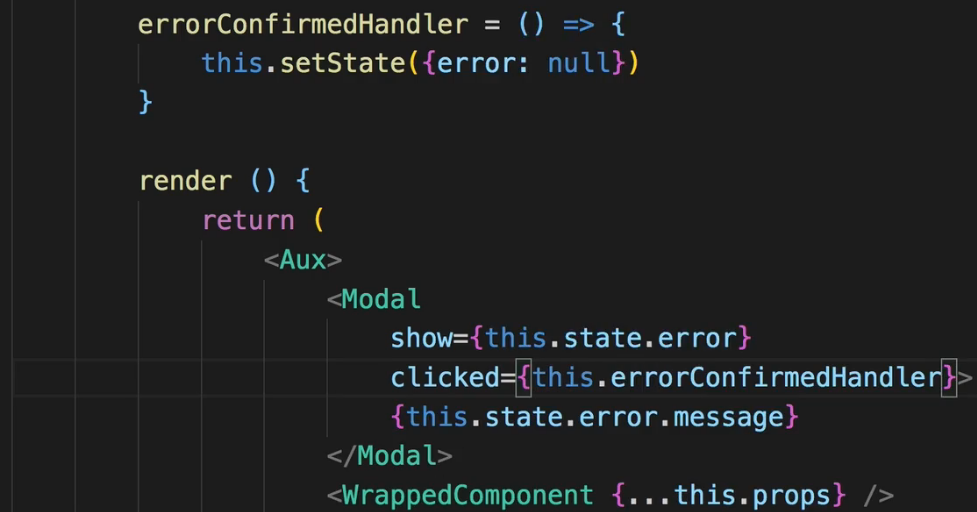 errorConfirmedHandler = () => {
this.setState({error: null})
}
render () {
return (
<Aux>
<Modal
show={this.state.error}
clicked={this.errorConfirmedHandler}>
{this.state.error.message}
</Modal>
<WrappedComponent {...this.props} />